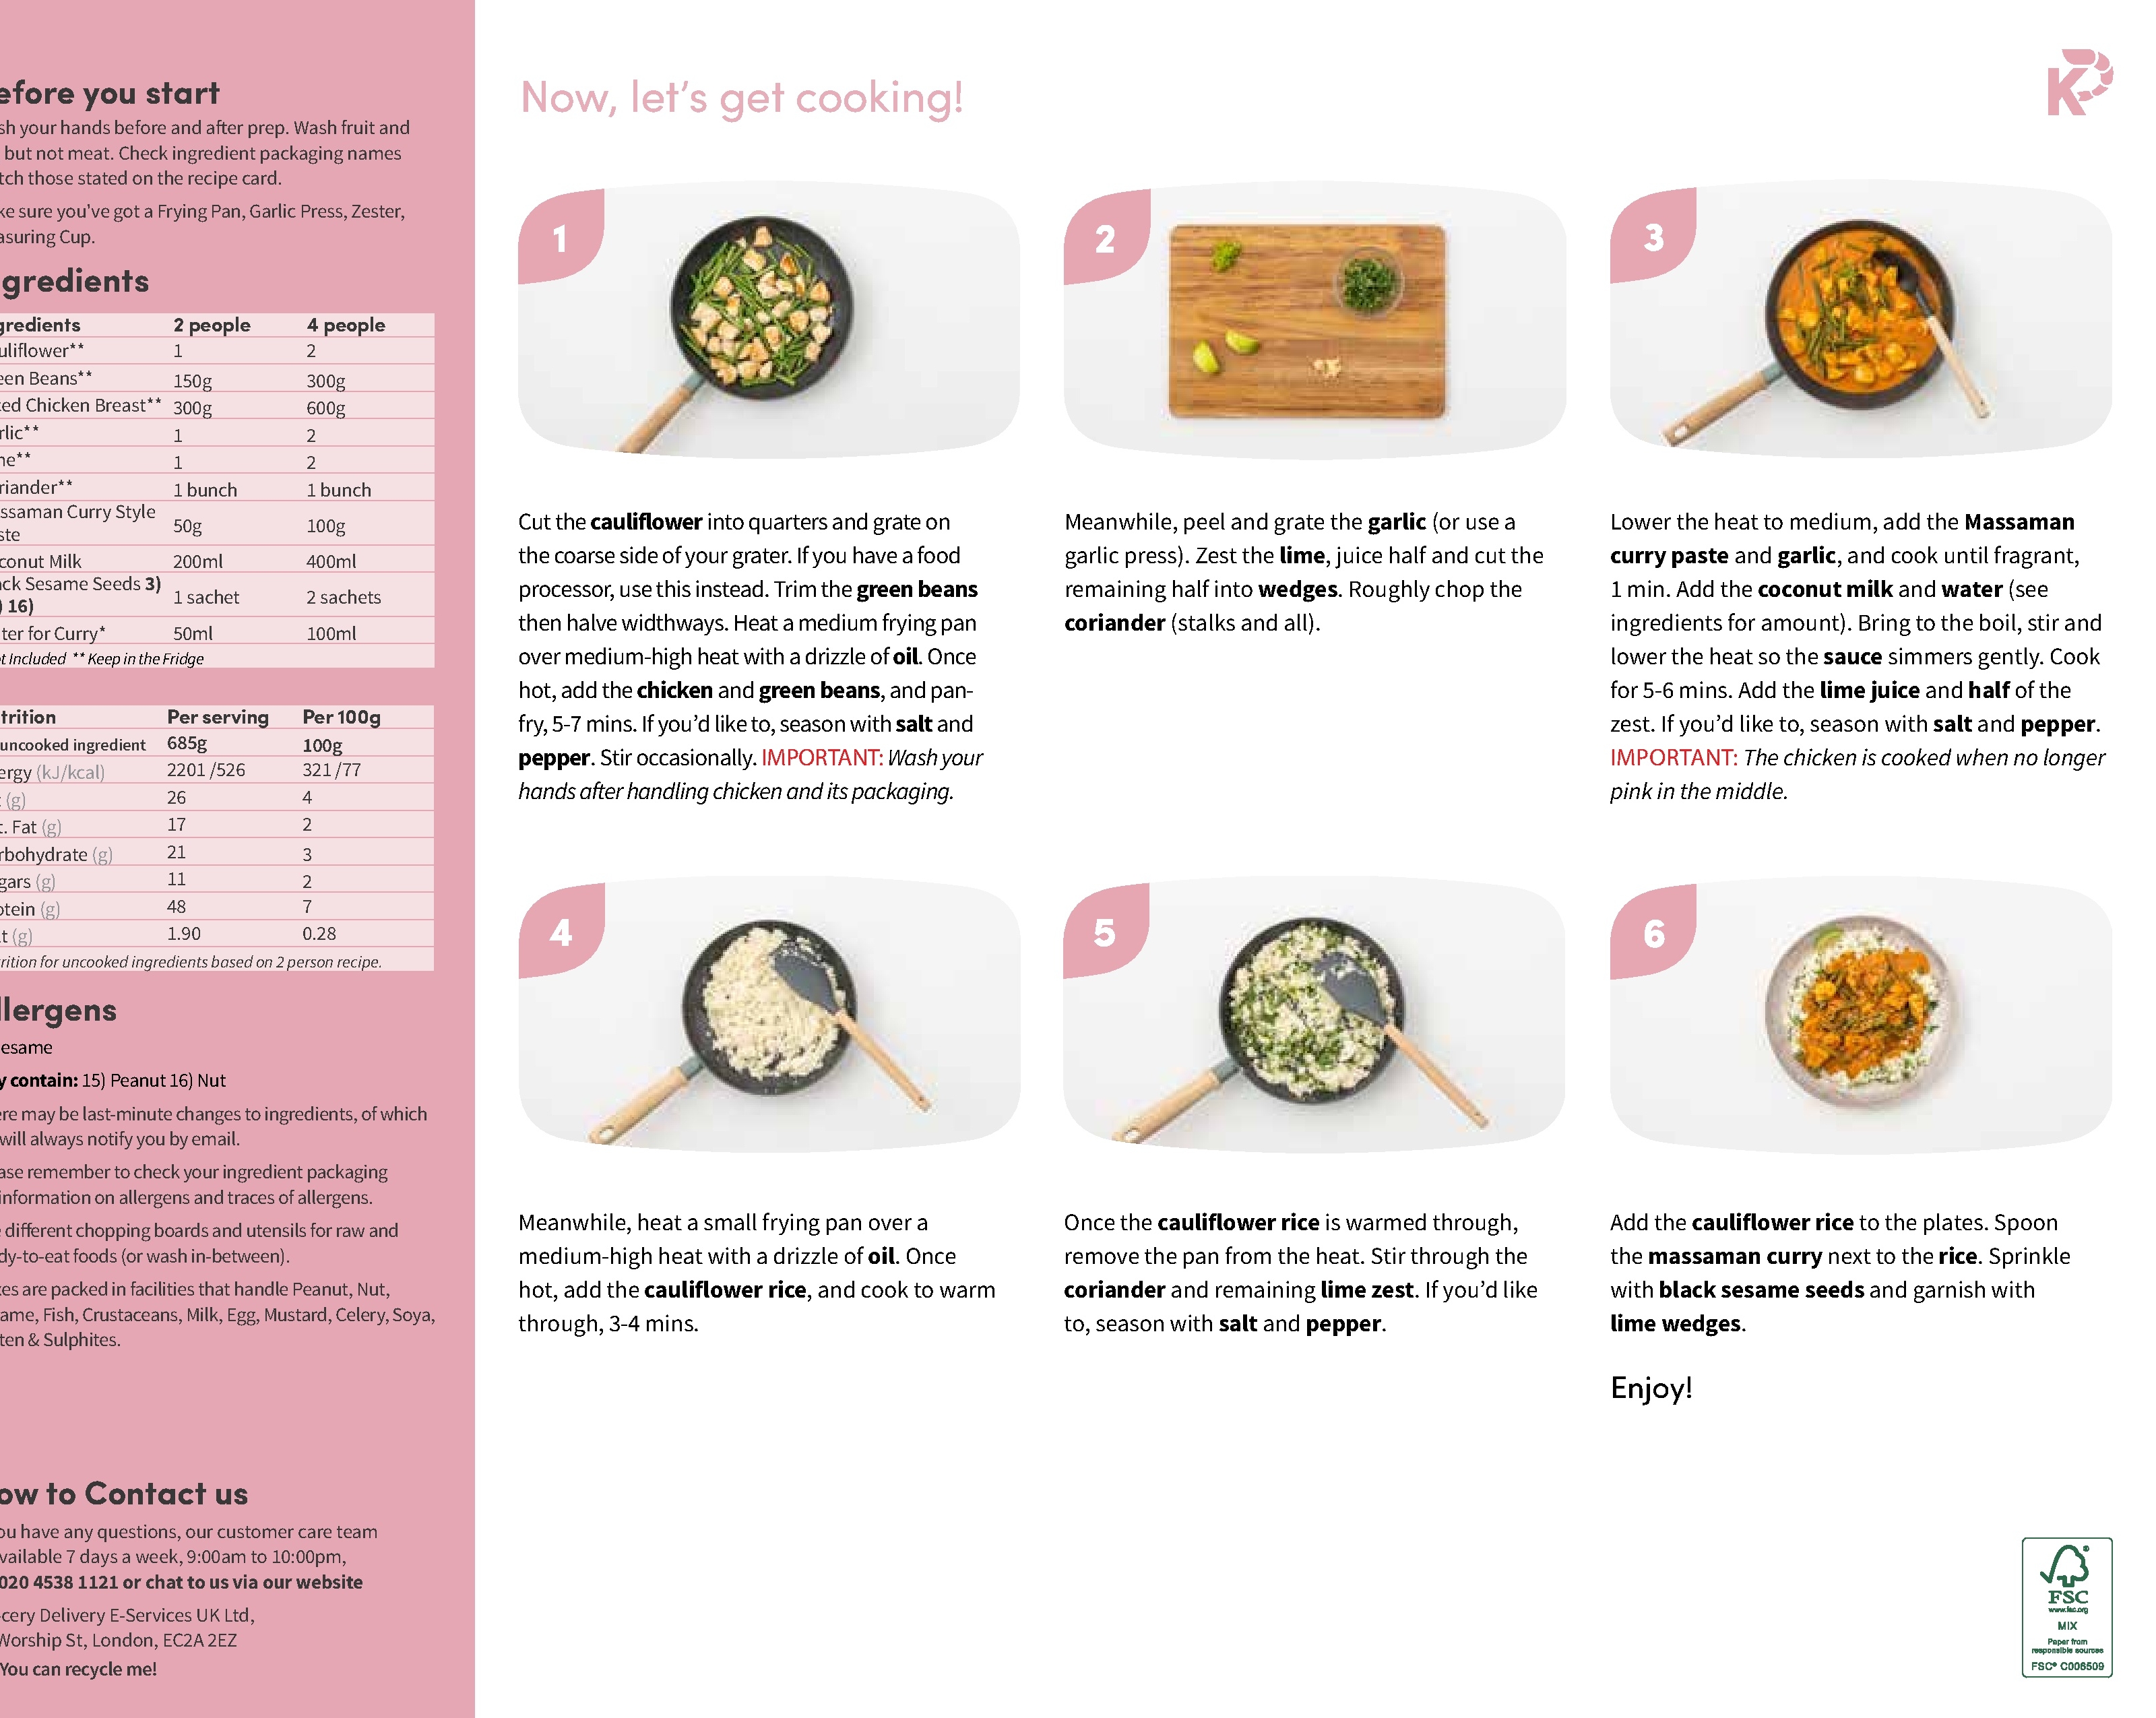 efore you start
sh your hands before and after prep. Wash fruit and
but not meat. Check ingredient packaging names
tch those stated on the recipe card.
ke sure you've got a Frying Pan, Garlic Press, Zester,
asuring Cup.
gredients
gredients 2 people 4 people
uliflower** 1 2
een Beans** 150g 300g
ced Chicken Breast** 300g 600g
rlic** 1 2
me** 1 2
riander** 1 bunch 1 bunch
ssaman Curry Style
ste 50g 100g
conut Milk 200ml 400ml
ack Sesame Seeds 3)
) 16) 1 sachet 2 sachets
ter for Curry* 50ml 100ml
t Included ** Keep in the Fridge
trition Per serving Per 100g
uncooked ingredient 685g 100g
ergy (kJ/kcal) 2201 /526 321 /77
t (g) 26 4
t. Fat (g) 17 2
rbohydrate (g) 21 3
gars (g) 11 2
otein (g) 48 7
t (g) 1.90 0.28
trition for uncooked ingredients based on 2 person recipe.
llergens
esame
y contain: 15) Peanut 16) Nut
ere may be last-minute changes to ingredients, of which
will always notify you by email.
ase remember to check your ingredient packaging
information on allergens and traces of allergens.
e different chopping boards and utensils for raw and
dy-to-eat foods (or wash in-between).
es are packed in facilities that handle Peanut, Nut,
ame, Fish, Crustaceans, Milk, Egg, Mustard, Celery, Soya,
ten & Sulphites.
ow to Contact us
ou have any questions, our customer care team
vailable 7 days a week, 9:00am to 10:00pm,
020 4538 1121 or chat to us via our website
cery Delivery E-Services UK Ltd,
Worship St, London, EC2A 2EZ
You can recycle me!
Now, let's get cooking!
K
1
Cut the cauliflower into quarters and grate on
the coarse side of your grater. If you have a food
processor, use this instead. Trim the green beans
then halve widthways. Heat a medium frying pan
over medium-high heat with a drizzle of oil. Once
hot, add the chicken and green beans, and pan-
fry, 5-7 mins. If you'd like to, season with salt and
pepper. Stir occasionally. IMPORTANT: Wash your
hands after handling chicken and its packaging.
2
Meanwhile, peel and grate the garlic (or use a
garlic press). Zest the lime, juice half and cut the
remaining half into wedges. Roughly chop the
coriander (stalks and all).
3
Lower the heat to medium, add the Massaman
curry paste and garlic, and cook until fragrant,
1 min. Add the coconut milk and water (see
ingredients for amount). Bring to the boil, stir and
lower the heat so the sauce simmers gently. Cook
for 5-6 mins. Add the lime juice and half of the
zest. If you'd like to, season with salt and pepper.
IMPORTANT: The chicken is cooked when no longer
pink in the middle.
4
Meanwhile, heat a small frying pan over a
medium-high heat with a drizzle of oil. Once
hot, add the cauliflower rice, and cook to warm
through, 3-4 mins.
5
Once the cauliflower rice is warmed through,
remove the pan from the heat. Stir through the
coriander and remaining lime zest. If you'd like
to, season with salt and pepper.
6
Add the cauliflower rice to the plates. Spoon
the massaman curry next to the rice. Sprinkle
with black sesame seeds and garnish with
lime wedges.
Enjoy!
FSC
www.fsc.org
MIX
Paper from
responsible sources
FSC® C006509